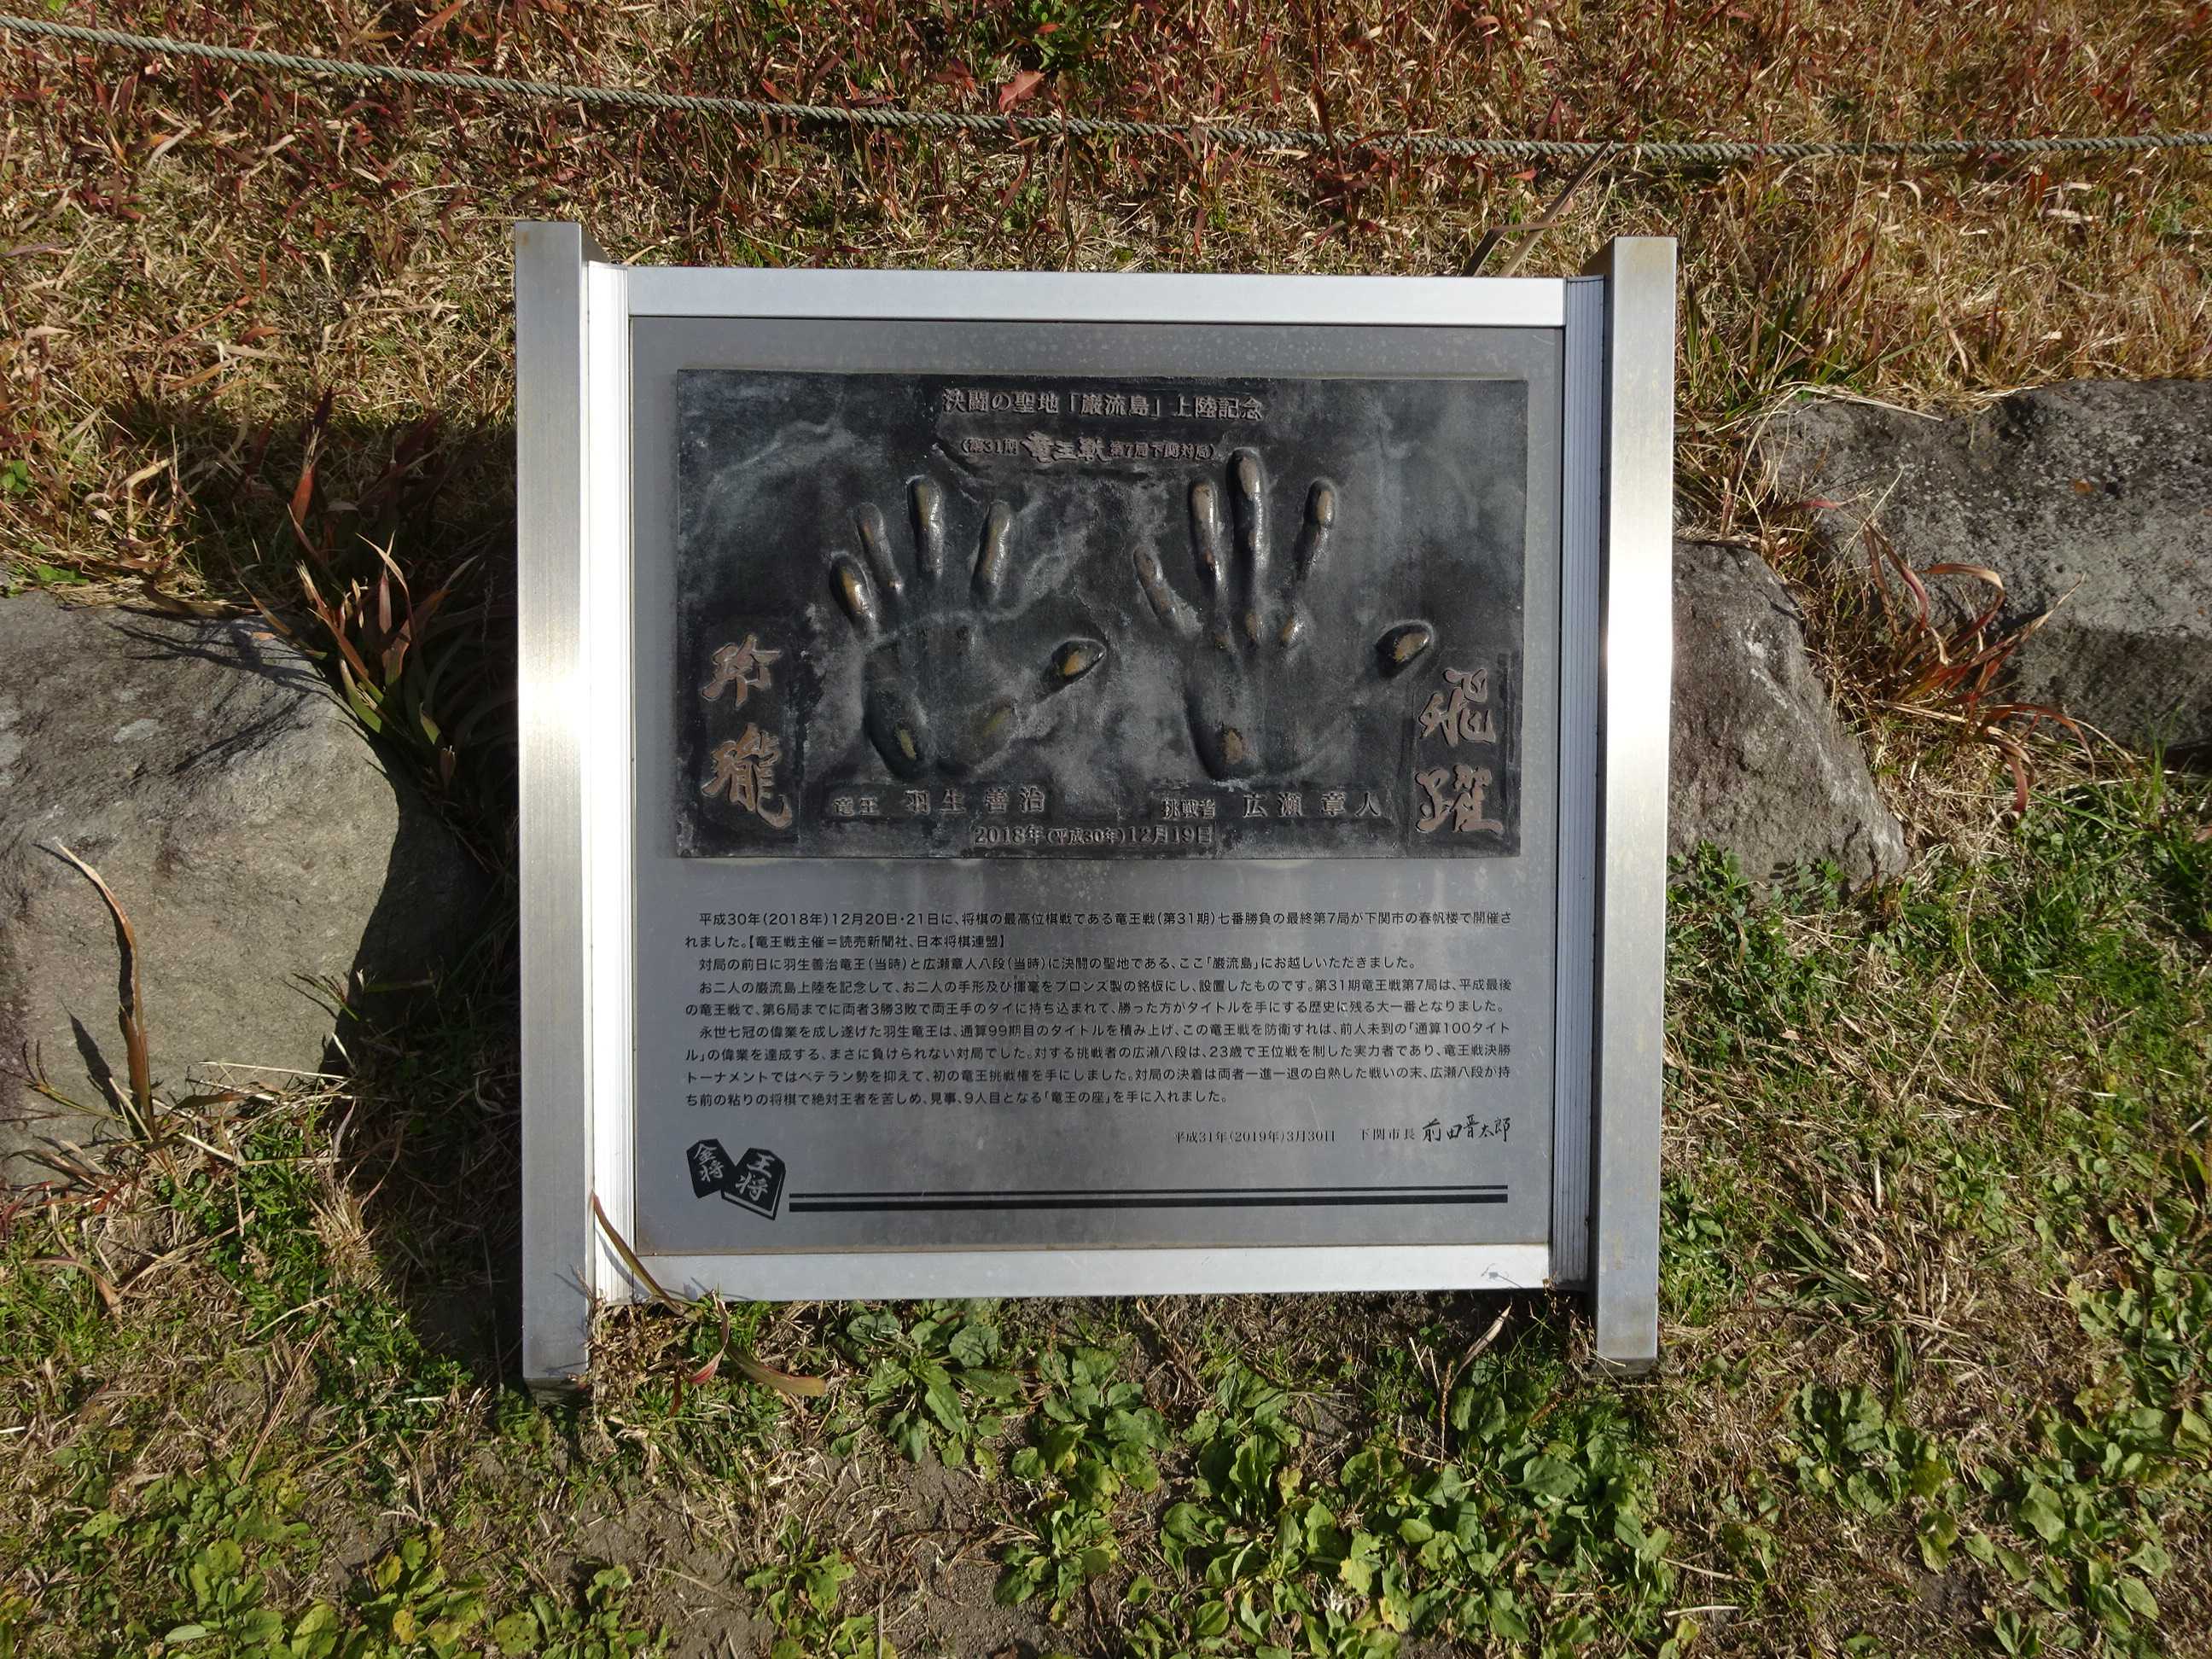 決闘の聖地「巌流島」上陸記念
(第31期 竜王戦 第7局下関対局)
玲瓏
飛躍
竜王 羽生善治
挑戦者 広瀬章人
2018年(平成30年)12月19日
平成30年(2018年)12月20日・21日に、将棋の最高位棋戦である竜王戦(第31期)七番勝負の最終第7局が下関市の春帆楼で開催さ
れました。【竜王戦主催=読売新聞社、日本将棋連盟】
対局の前日に羽生善治竜王(当時)と広瀬章人八段(当時)に決闘の聖地である、ここ「巌流島」にお越しいただきました。
お二人の巌流島上陸を記念して、お二人の手形及び揮毫をブロンズ製の銘板にし、設置したものです。第31期竜王戦第7局は、平成最後
の竜王戦で、第6局までに両者3勝3敗で両王手のタイに持ち込まれて、勝った方がタイトルを手にする歴史に残る大一番となりました。
永世七冠の偉業を成し遂げた羽生竜王は、通算99期目のタイトルを積み上げ、この竜王戦を防衛すれば、前人未到の「通算100タイト
ル」の偉業を達成する、まさに負けられない対局でした。対する挑戦者の広瀬八段は、23歳で王位戦を制した実力者であり、竜王戦決勝
トーナメントではベテラン勢を抑えて、初の竜王挑戦権を手にしました。対局の決着は両者一進一退の白熱した戦いの末、広瀬八段が持
ち前の粘りの将棋で絶対王者を苦しめ、見事、9人目となる「竜王の座」を手に入れました。
平成31年(2019年)3月30日 下関市長 前田晋太郎
金将
王将